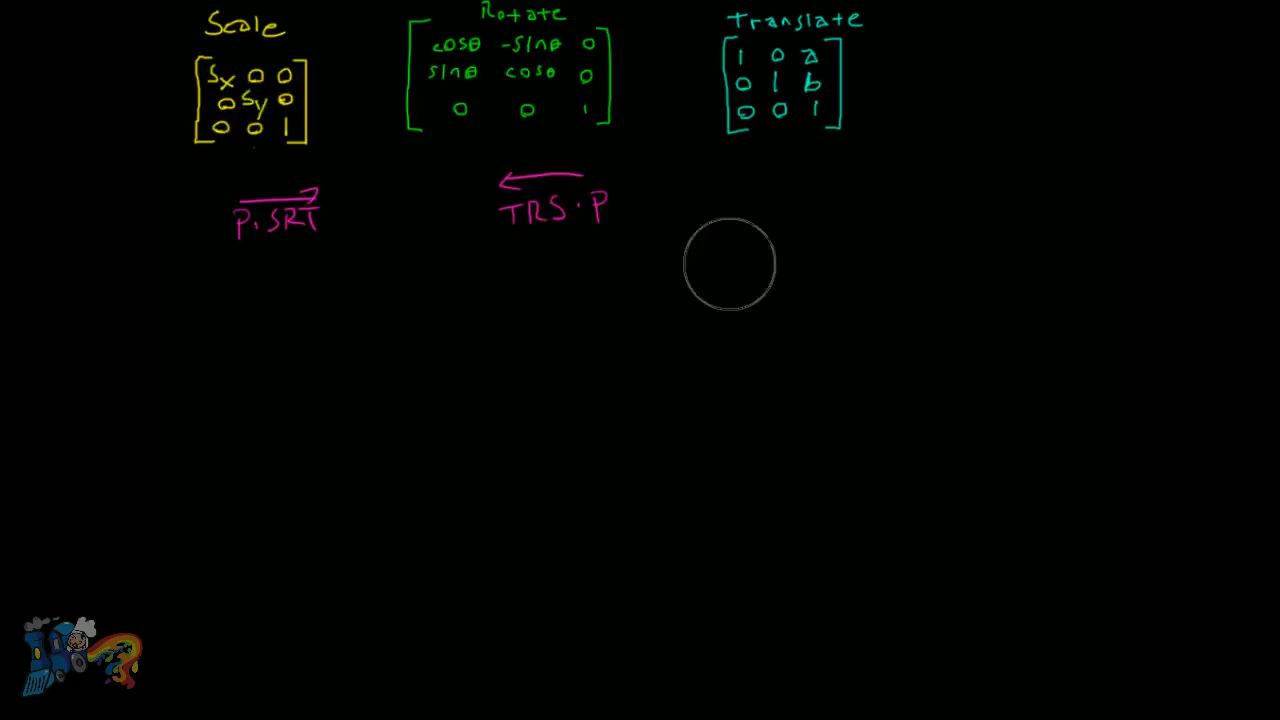 Scale
[Sx 0 0
0 Sy 0
0 0 1]
Rotate
[cosθ -sinθ 0
sinθ cosθ 0
0 0 1]
Translate
[1 0 a
0 1 b
0 0 1]
P.SRT
TRS.P